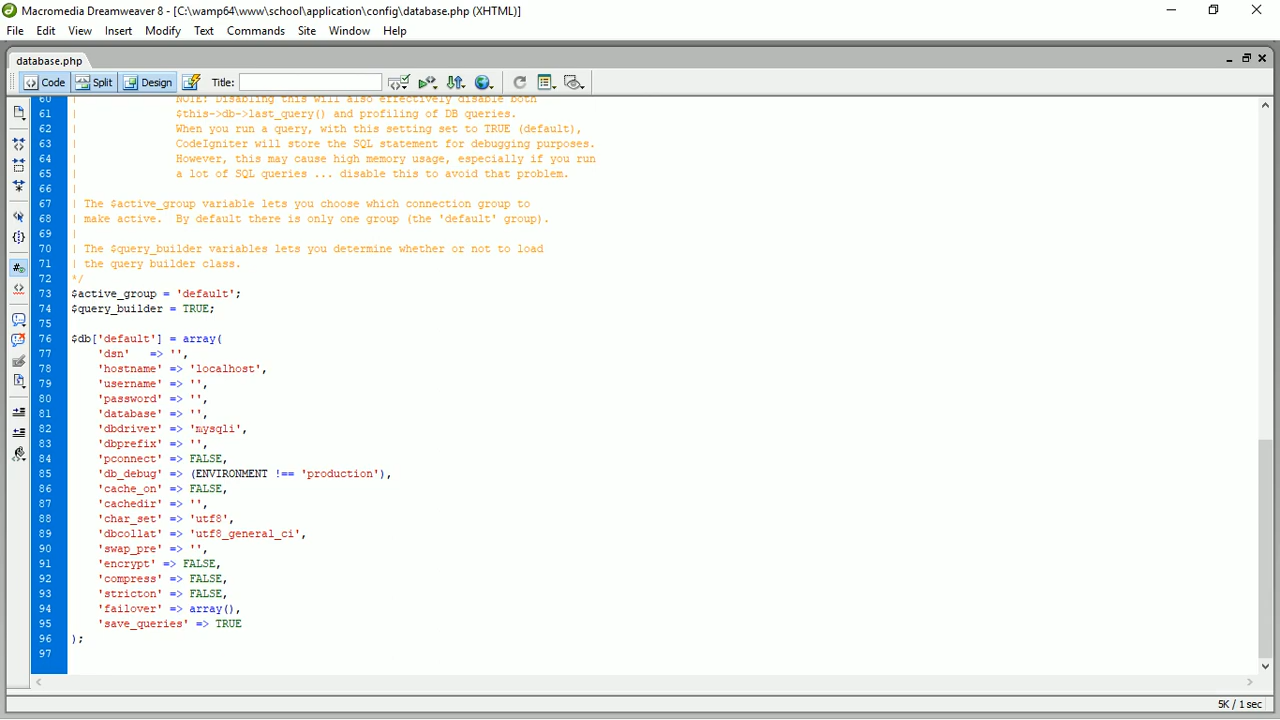 Macromedia Dreamweaver 8 - [C:\wamp64\www\school\application\config\database.php (XHTML)]
File Edit View Insert Modify Text Commands Site Window Help
database.php
Code Split Design Title:
60 | NOTE: Disabling this will also effectively disable both
61 | $this->db->last_query() and profiling of DB queries.
62 | When you run a query, with this setting set to TRUE (default),
63 | CodeIgniter will store the SQL statement for debugging purposes.
64 | However, this may cause high memory usage, especially if you run
65 | a lot of SQL queries ... disable this to avoid that problem.
66 |
67 | The $active_group variable lets you choose which connection group to
68 | make active. By default there is only one group (the 'default' group).
69 |
70 | The $query_builder variables lets you determine whether or not to load
71 | the query builder class.
72 */
73 $active_group = 'default';
74 $query_builder = TRUE;
75
76 $db['default'] = array(
77 'dsn' => '',
78 'hostname' => 'localhost',
79 'username' => '',
80 'password' => '',
81 'database' => '',
82 'dbdriver' => 'mysqli',
83 'dbprefix' => '',
84 'pconnect' => FALSE,
85 'db_debug' => (ENVIRONMENT !== 'production'),
86 'cache_on' => FALSE,
87 'cachedir' => '',
88 'char_set' => 'utf8',
89 'dbcollat' => 'utf8_general_ci',
90 'swap_pre' => '',
91 'encrypt' => FALSE,
92 'compress' => FALSE,
93 'stricton' => FALSE,
94 'failover' => array(),
95 'save_queries' => TRUE
96 );
97
5K / 1 sec